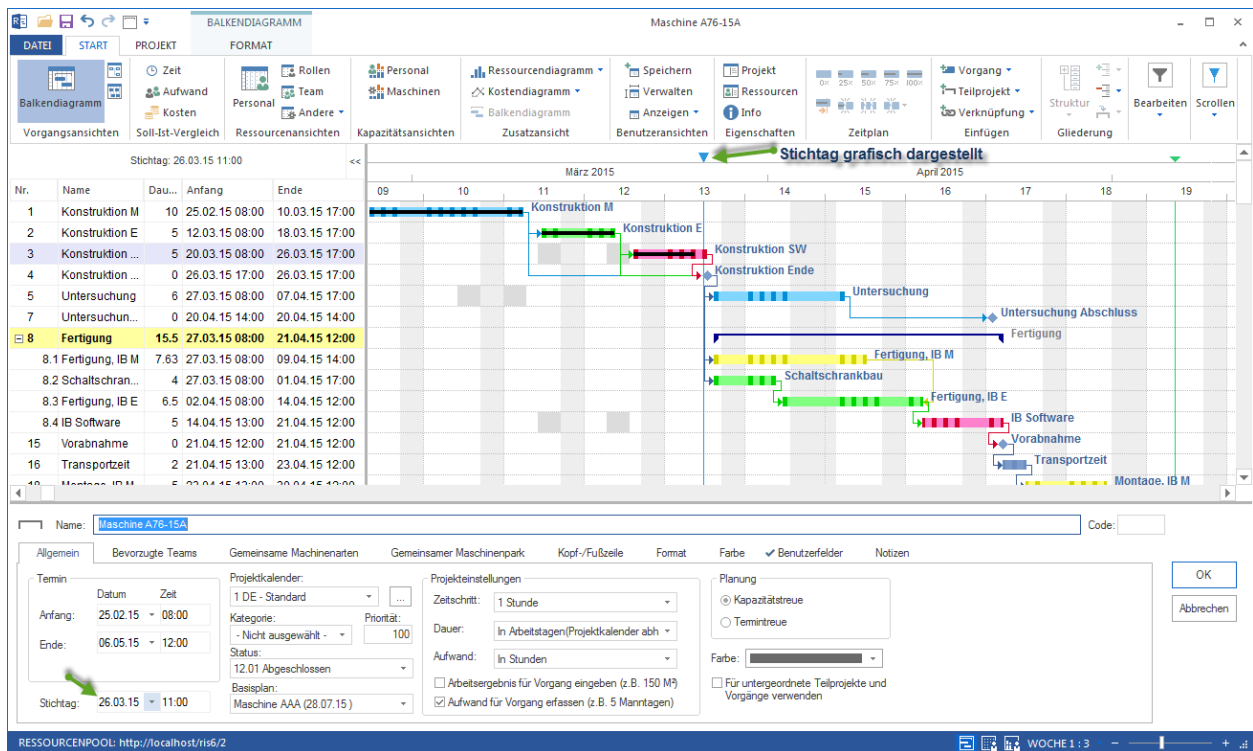 BALKENDIAGRAMM
Maschine A76-15A
DATEI START PROJEKT FORMAT
Balkendiagramm
Vorgangsansichten
Zeit
Aufwand
Kosten
Soll-Ist-Vergleich
Personal
Rollen
Team
Andere
Ressourcenansichten
Personal
Maschinen
Kapazitätsansichten
Ressourcendiagramm
Kostendiagramm
Balkendiagramm
Zusatzansicht
Speichern
Verwalten
Anzeigen
Benutzeransichten
Projekt
Ressourcen
Info
Eigenschaften
0× 25× 50× 75× 100×
Zeitplan
Vorgang
Teilprojekt
Verknüpfung
Einfügen
Struktur
Gliederung
Bearbeiten
Scrollen
Stichtag: 26.03.15 11:00 <<
Stichtag grafisch dargestellt
März 2015 April 2015
Nr. Name Dau... Anfang Ende
09 10 11 12 13 14 15 16 17 18 19
1 Konstruktion M 10 25.02.15 08:00 10.03.15 17:00 Konstruktion M
2 Konstruktion E 5 12.03.15 08:00 18.03.15 17:00 Konstruktion E
3 Konstruktion ... 5 20.03.15 08:00 26.03.15 17:00 Konstruktion SW
4 Konstruktion ... 0 26.03.15 17:00 26.03.15 17:00 Konstruktion Ende
5 Untersuchung 6 27.03.15 08:00 07.04.15 17:00 Untersuchung
7 Untersuchun... 0 20.04.15 14:00 20.04.15 14:00 Untersuchung Abschluss
8 Fertigung 15.5 27.03.15 08:00 21.04.15 12:00 Fertigung
8.1 Fertigung, IB M 7.63 27.03.15 08:00 09.04.15 14:00 Fertigung, IB M
8.2 Schaltschran... 4 27.03.15 08:00 01.04.15 17:00 Schaltschrankbau
8.3 Fertigung, IB E 6.5 02.04.15 08:00 14.04.15 12:00 Fertigung, IB E
8.4 IB Software 5 14.04.15 13:00 21.04.15 12:00 IB Software
15 Vorabnahme 0 21.04.15 12:00 21.04.15 12:00 Vorabnahme
16 Transportzeit 2 21.04.15 13:00 23.04.15 12:00 Transportzeit
Montage, IB M
Name: Maschine A76-15A Code:
Allgemein Bevorzugte Teams Gemeinsame Machinenarten Gemeinsamer Maschinenpark Kopf-/Fußzeile Format Farbe Benutzerfelder Notizen
Termin
Datum Zeit
Anfang: 25.02.15 08:00
Ende: 06.05.15 12:00
Stichtag: 26.03.15 11:00
Projektkalender:
1 DE - Standard ...
Kategorie: Priorität:
- Nicht ausgewählt - 100
Status:
12.01 Abgeschlossen
Basisplan:
Maschine AAA (28.07.15 )
Projekteinstellungen
Zeitschritt: 1 Stunde
Dauer: In Arbeitstagen(Projektkalender abh
Aufwand: In Stunden
Arbeitsergebnis für Vorgang eingeben (z.B. 150 M²)
Aufwand für Vorgang erfassen (z.B. 5 Manntagen)
Planung
Kapazitätstreue
Termintreue
Farbe:
Für untergeordnete Teilprojekte und
Vorgänge verwenden
OK
Abbrechen
RESSOURCENPOOL: http://localhost/ris6/2 WOCHE 1 : 3